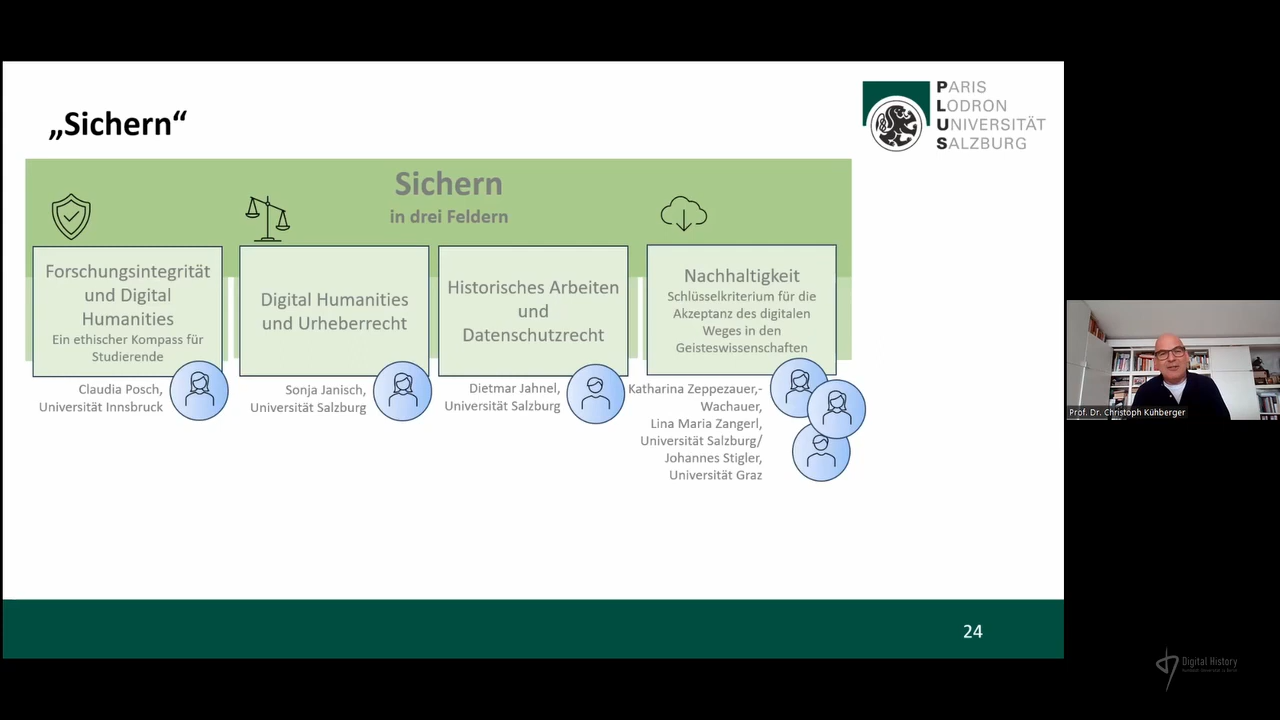 „Sichern“
PARIS
LODRON
UNIVERSITÄT
SALZBURG
Sichern
in drei Feldern
Forschungsintegrität
und Digital
Humanities
Ein ethischer Kompass für
Studierende
Claudia Posch,
Universität Innsbruck
Digital Humanities
und Urheberrecht
Sonja Janisch,
Universität Salzburg
Historisches Arbeiten
und
Datenschutzrecht
Dietmar Jahnel,
Universität Salzburg
Nachhaltigkeit
Schlüsselkriterium für die
Akzeptanz des digitalen
Weges in den
Geisteswissenschaften
Katharina Zeppezauer,-
Wachauer,
Lina Maria Zangerl,
Universität Salzburg/
Johannes Stigler,
Universität Graz
Prof. Dr. Christoph Kühberger
24
Digital History